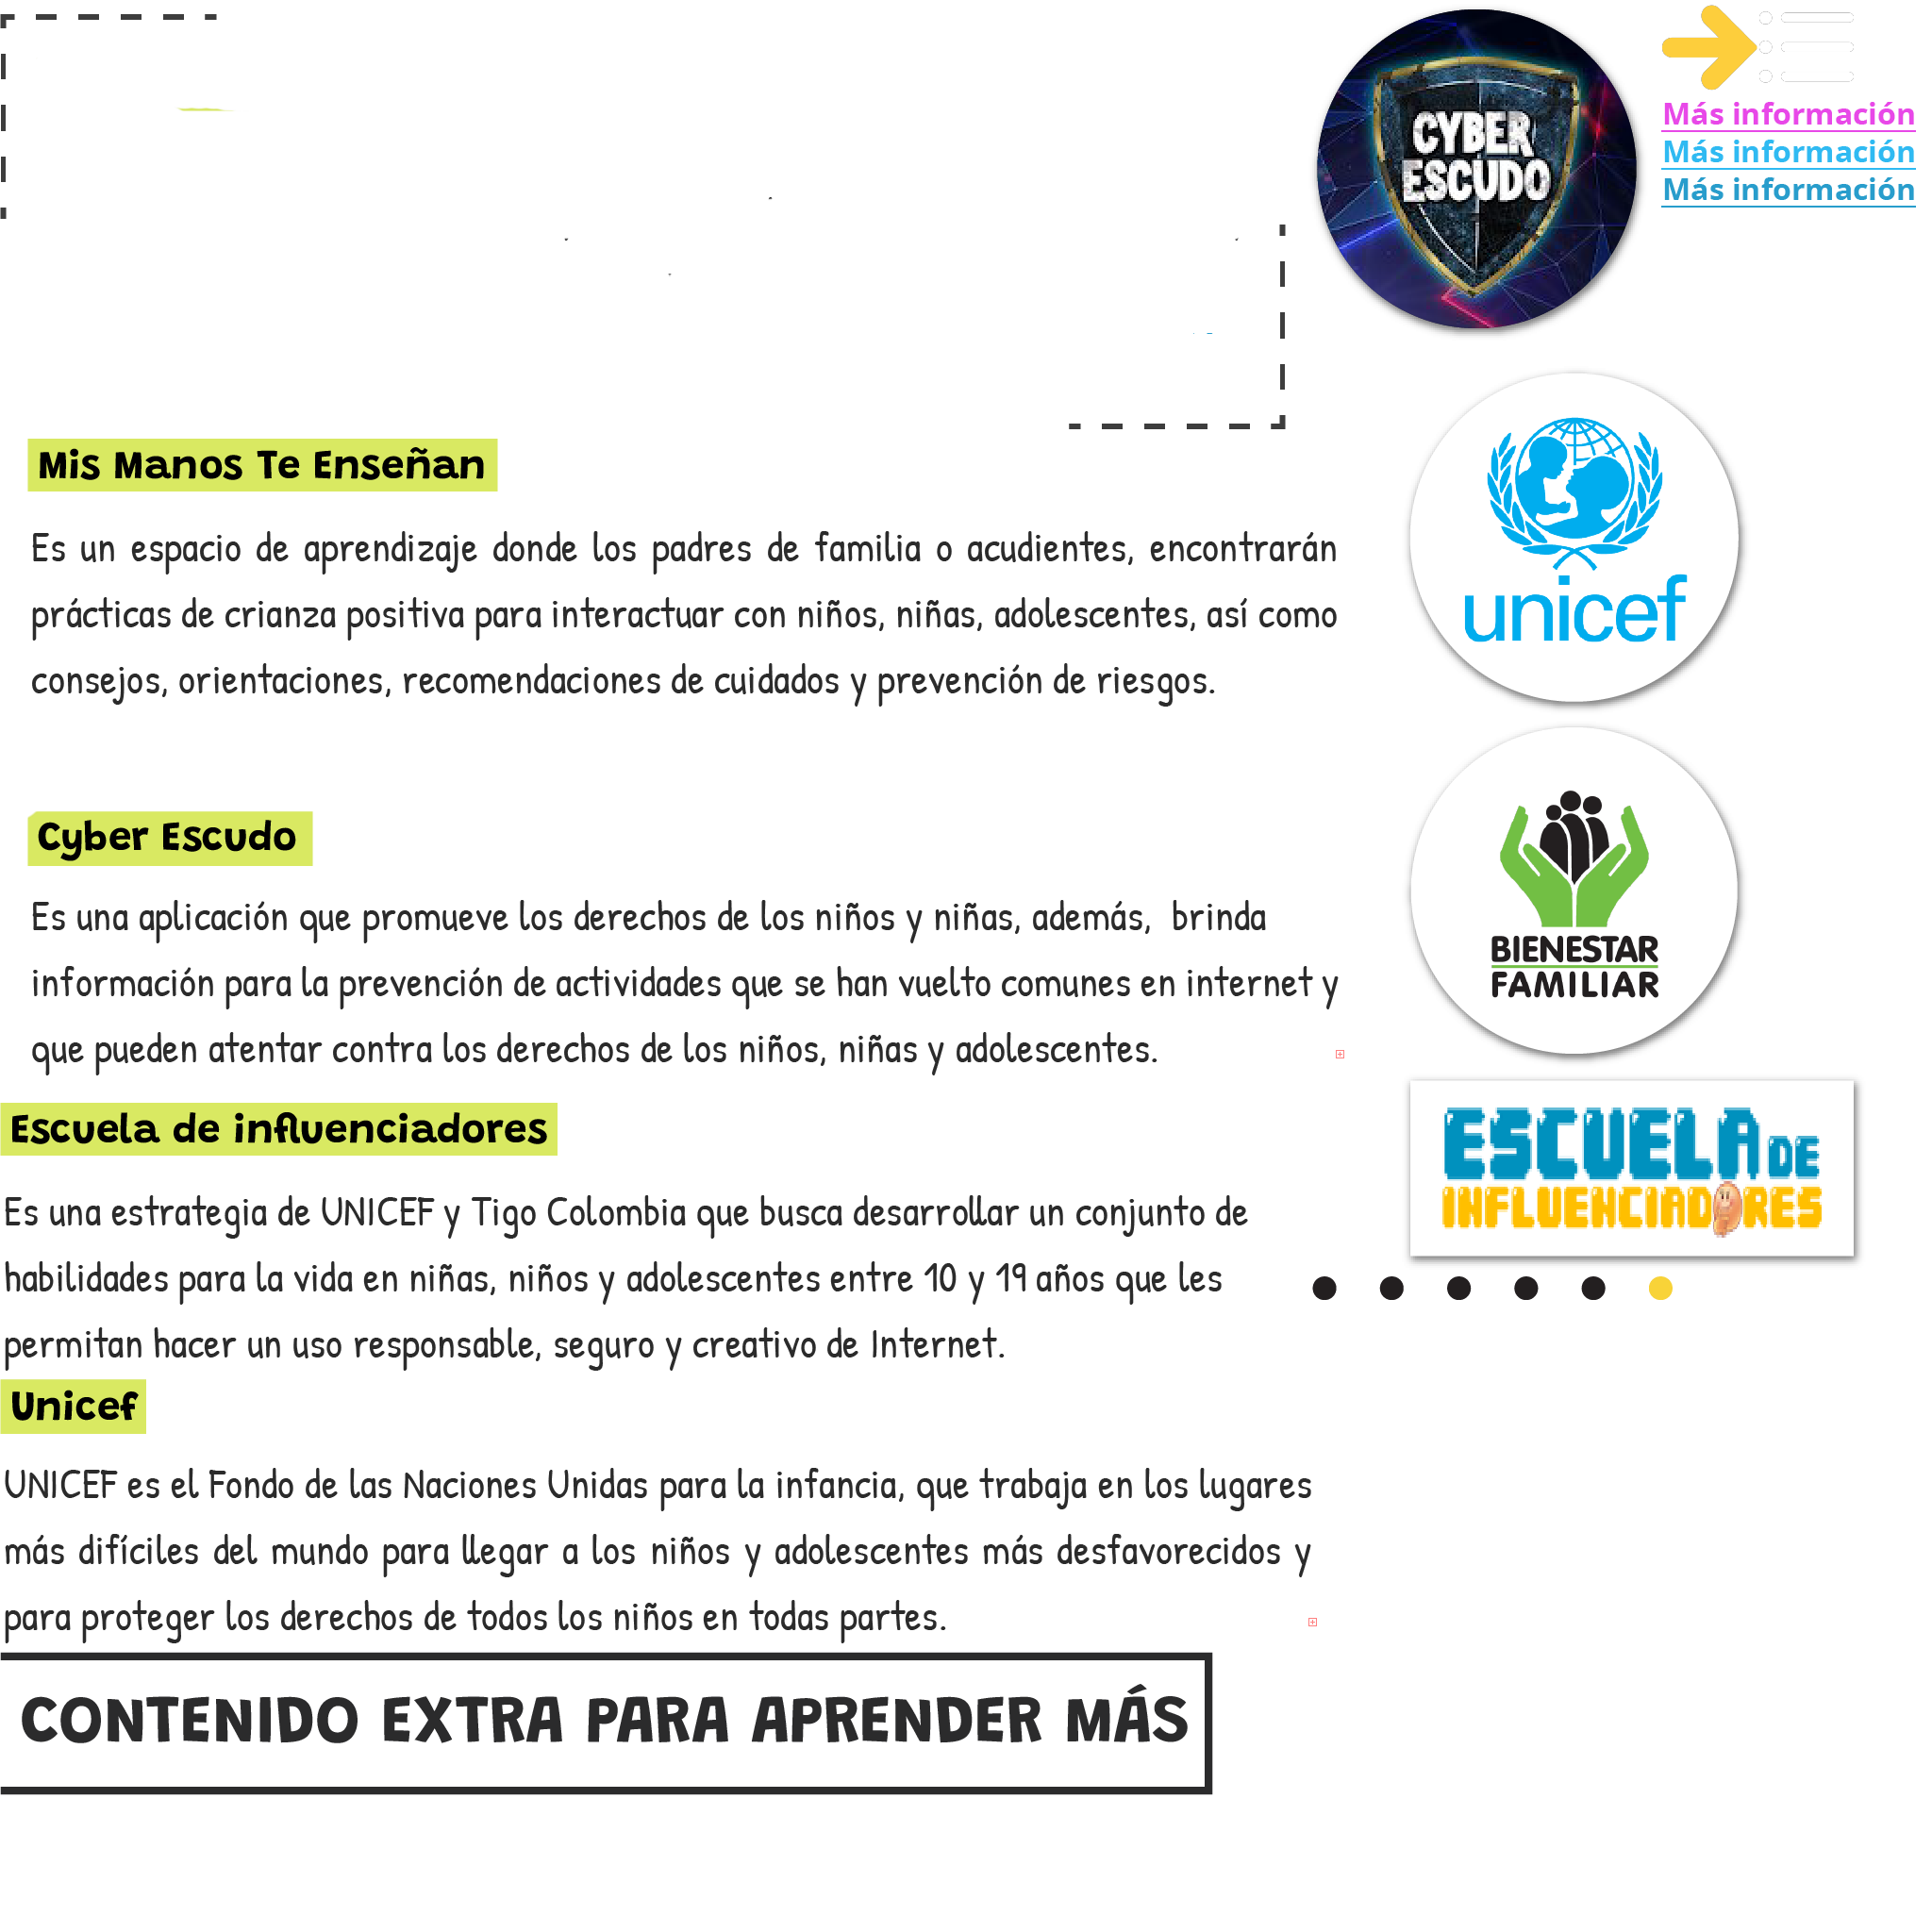 CYBER
ESCUDO
Más información
Más información
Más información
Mis Manos Te Enseñan
Es un espacio de aprendizaje donde los padres de familia o acudientes, encontrarán
prácticas de crianza positiva para interactuar con niños, niñas, adolescentes, así como
consejos, orientaciones, recomendaciones de cuidados y prevención de riesgos.
unicef
Cyber Escudo
Es una aplicación que promueve los derechos de los niños y niñas, además,  brinda
información para la prevención de actividades que se han vuelto comunes en internet y
que pueden atentar contra los derechos de los niños, niñas y adolescentes.
BIENESTAR
FAMILIAR
Escuela de influenciadores
Es una estrategia de UNICEF y Tigo Colombia que busca desarrollar un conjunto de
habilidades para la vida en niñas, niños y adolescentes entre 10 y 19 años que les
permitan hacer un uso responsable, seguro y creativo de Internet.
ESCUELA DE
INFLUENCIADORES
Unicef
UNICEF es el Fondo de las Naciones Unidas para la infancia, que trabaja en los lugares
más difíciles del mundo para llegar a los niños y adolescentes más desfavorecidos y
para proteger los derechos de todos los niños en todas partes.
CONTENIDO EXTRA PARA APRENDER MÁS